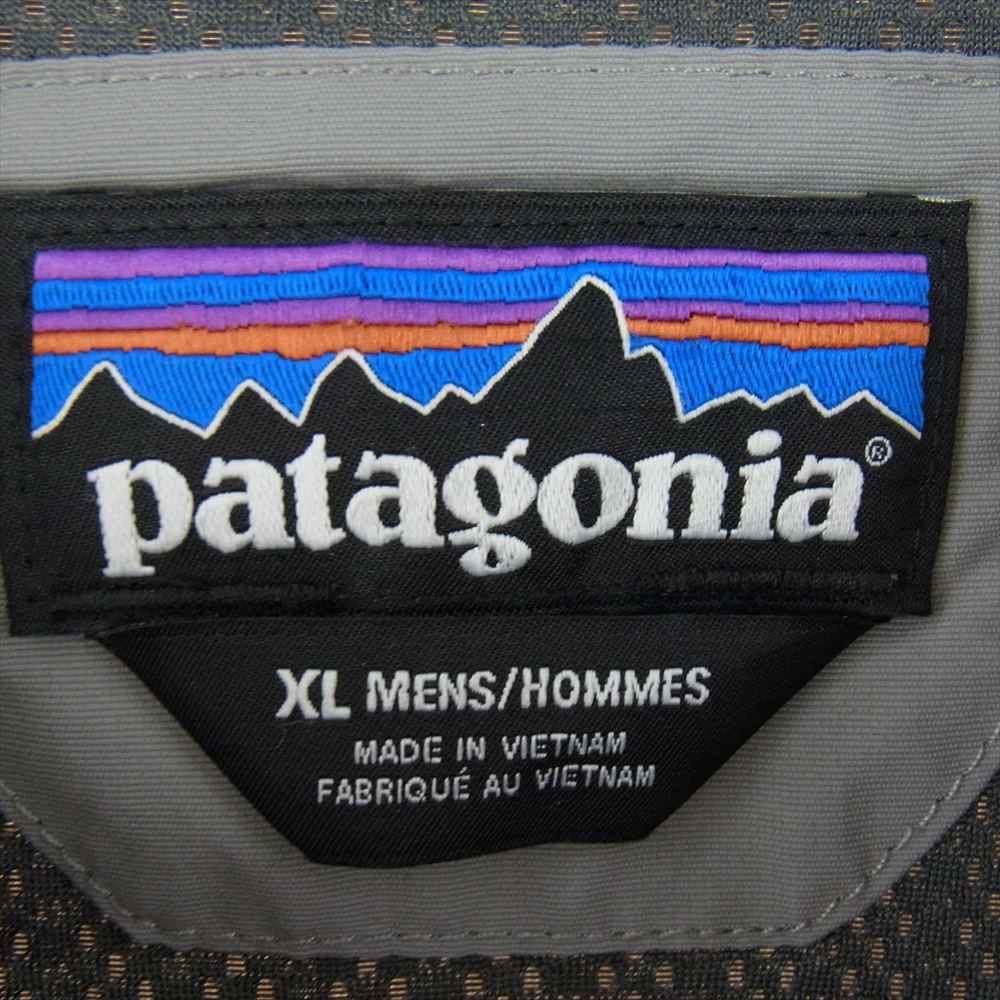 patagonia®
XL MENS/HOMMES
MADE IN VIETNAM
FABRIQUÉ AU VIETNAM